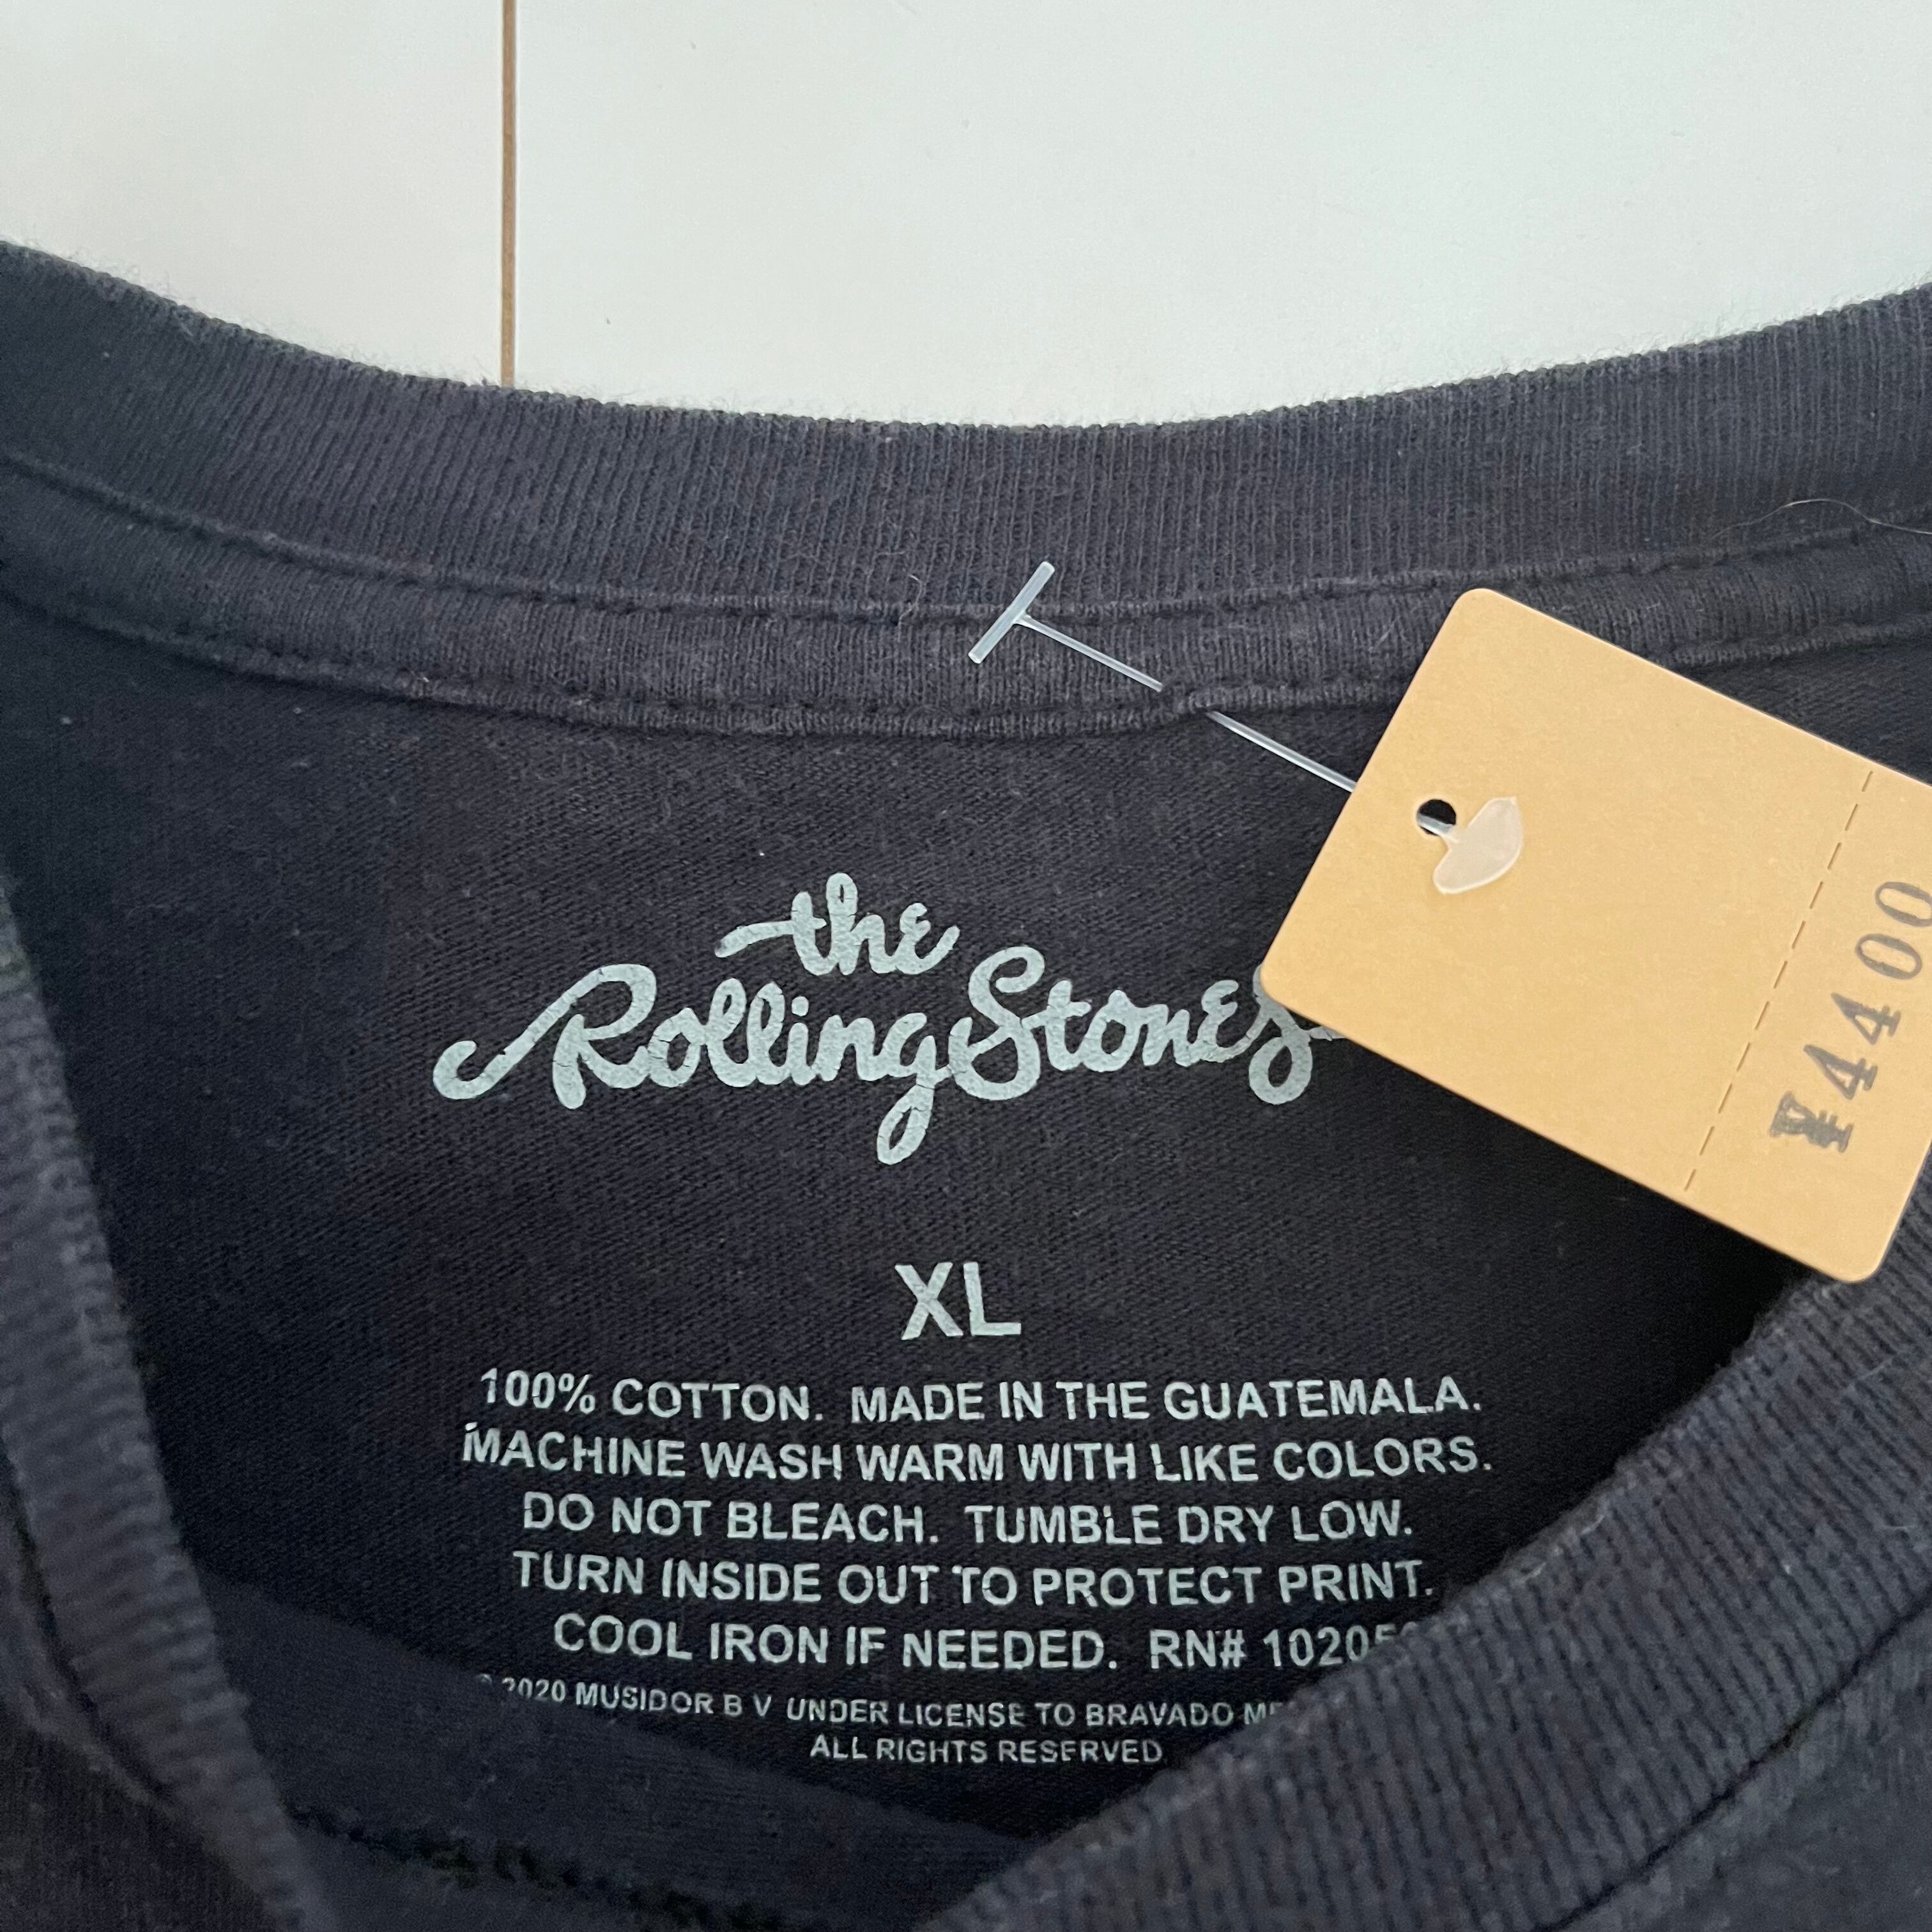 the
Rolling Stones
¥4400
XL
100% COTTON. MADE IN THE GUATEMALA.
MACHINE WASH WARM WITH LIKE COLORS.
DO NOT BLEACH. TUMBLE DRY LOW.
TURN INSIDE OUT TO PROTECT PRINT.
COOL IRON IF NEEDED. RN#
2020 MUSIDOR B V UNDER LICENSE TO BRAVADO
ALL RIGHTS RESERVED